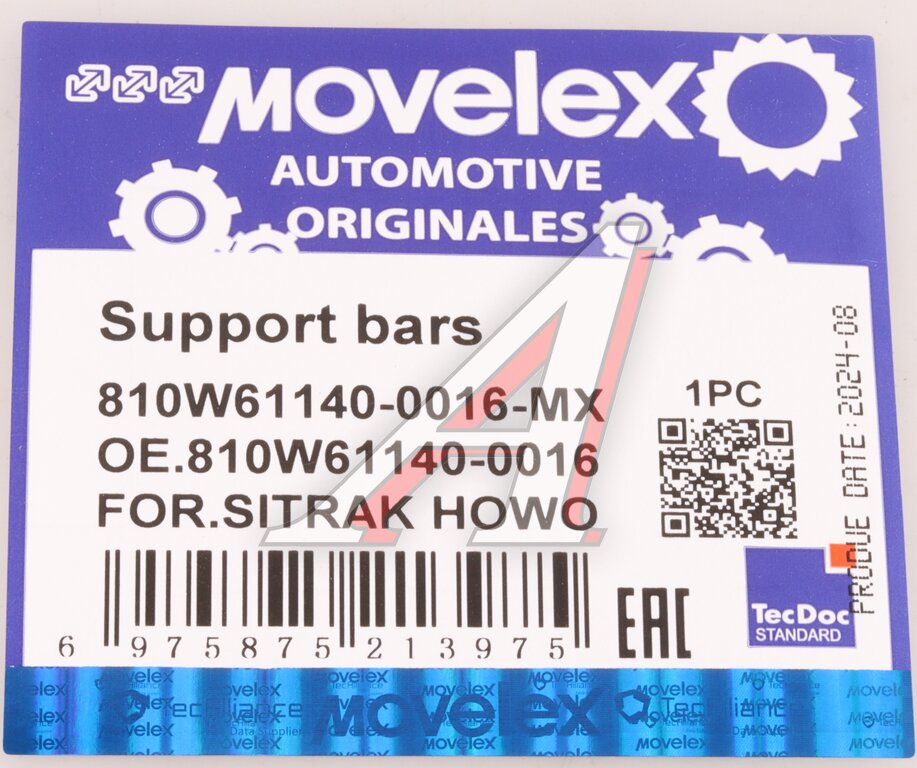 MOVELEX
AUTOMOTIVE
ORIGINALES
Support bars
810W61140-0016-MX
OE.810W61140-0016
FOR.SITRAK HOWO
1PC
PRODUE DATE:2024-08
6 975875 213975
EAC
TecDoc
STANDARD
MOVELEX